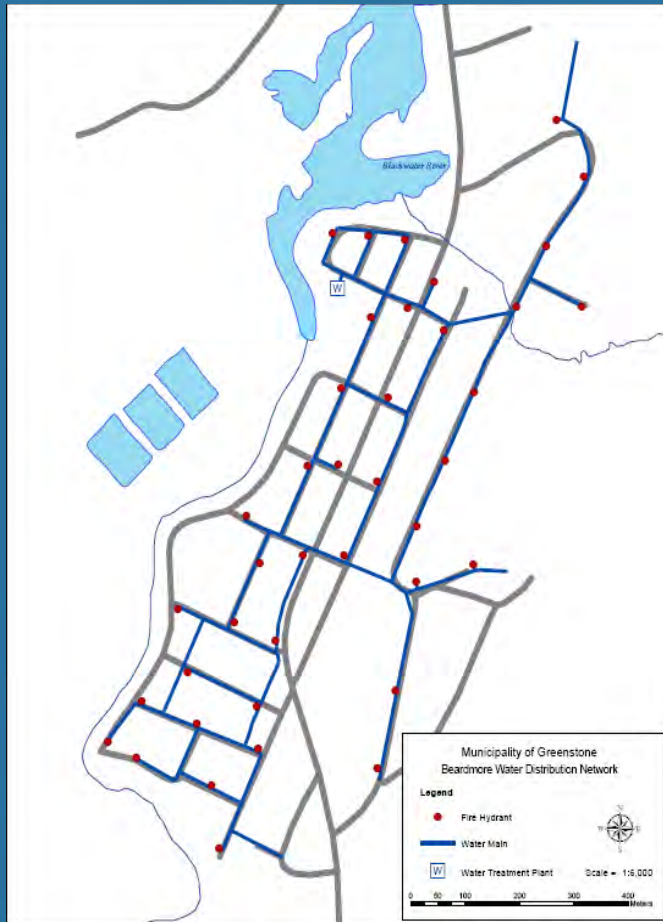 Blackwater River
W
Municipality of Greenstone
Beardmore Water Distribution Network
Legend
Fire Hydrant
Water Main
W Water Treatment Plant
Scale = 1:6,000
N
W E
S
0 50 100 200 300 400
Meters